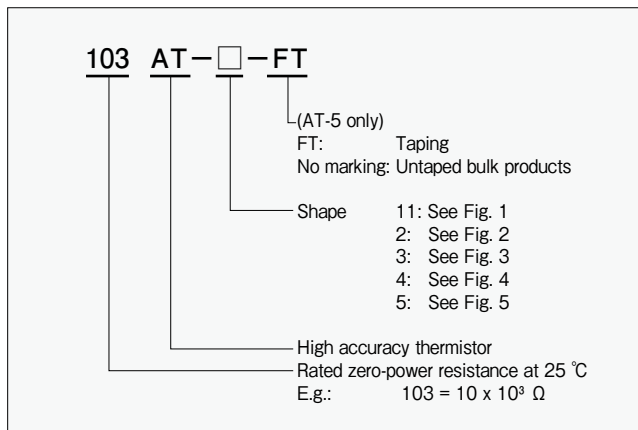 103 AT-□-FT
(AT-5 only)
FT: Taping
No marking: Untaped bulk products
Shape 11: See Fig. 1
2: See Fig. 2
3: See Fig. 3
4: See Fig. 4
5: See Fig. 5
High accuracy thermistor
Rated zero-power resistance at 25 ℃
E.g.: 103 = 10 x 10³ Ω